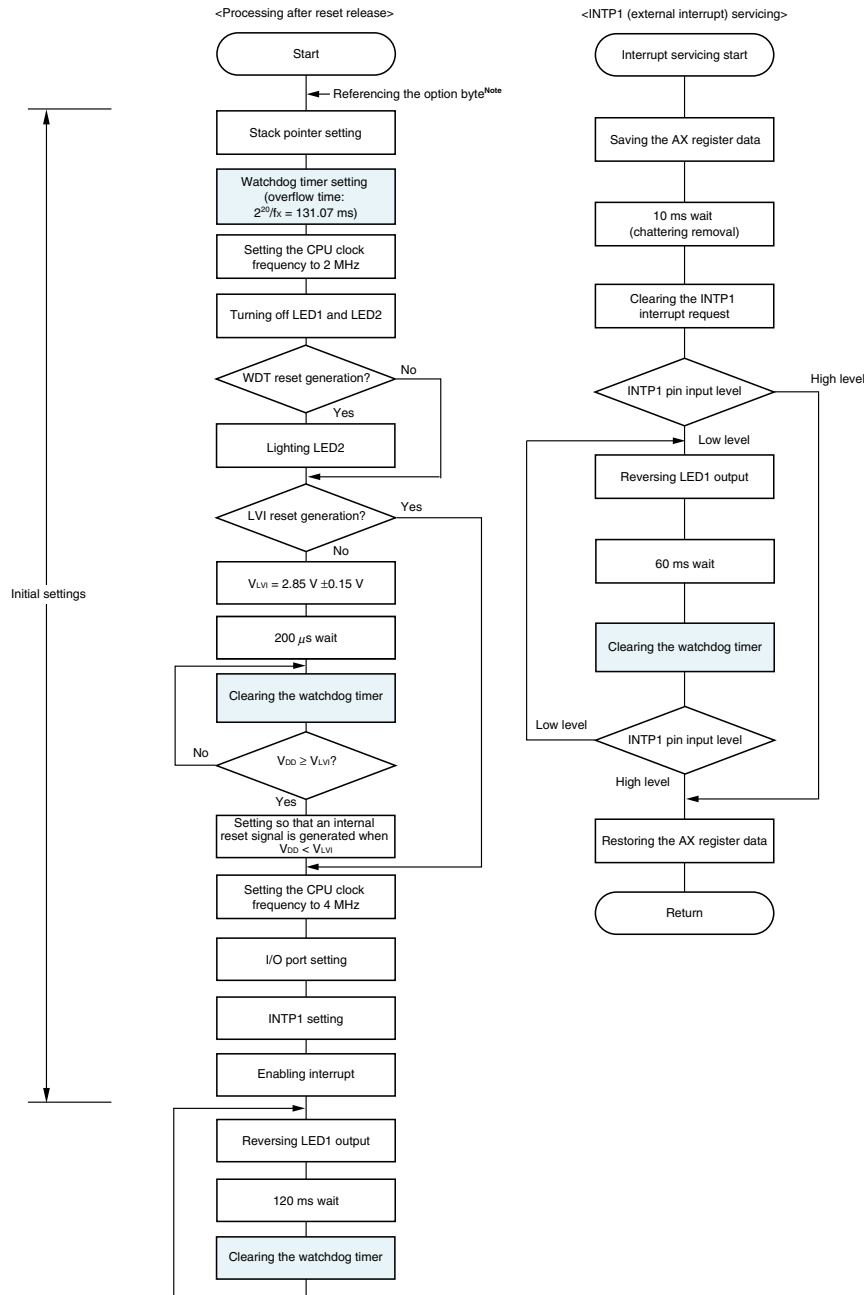 <Processing after reset release>
Start
Referencing the option byteNote
Initial settings
Stack pointer setting
Watchdog timer setting
(overflow time:
2^20/fX = 131.07 ms)
Setting the CPU clock
frequency to 2 MHz
Turning off LED1 and LED2
WDT reset generation?
No
Yes
Lighting LED2
LVI reset generation?
Yes
No
VLVI = 2.85 V ±0.15 V
200 μs wait
Clearing the watchdog timer
No
VDD ≥ VLVI?
Yes
Setting so that an internal
reset signal is generated when
VDD < VLVI
Setting the CPU clock
frequency to 4 MHz
I/O port setting
INTP1 setting
Enabling interrupt
Reversing LED1 output
120 ms wait
Clearing the watchdog timer
<INTP1 (external interrupt) servicing>
Interrupt servicing start
Saving the AX register data
10 ms wait
(chattering removal)
Clearing the INTP1
interrupt request
INTP1 pin input level
High level
Low level
Reversing LED1 output
60 ms wait
Clearing the watchdog timer
Low level
INTP1 pin input level
High level
Restoring the AX register data
Return